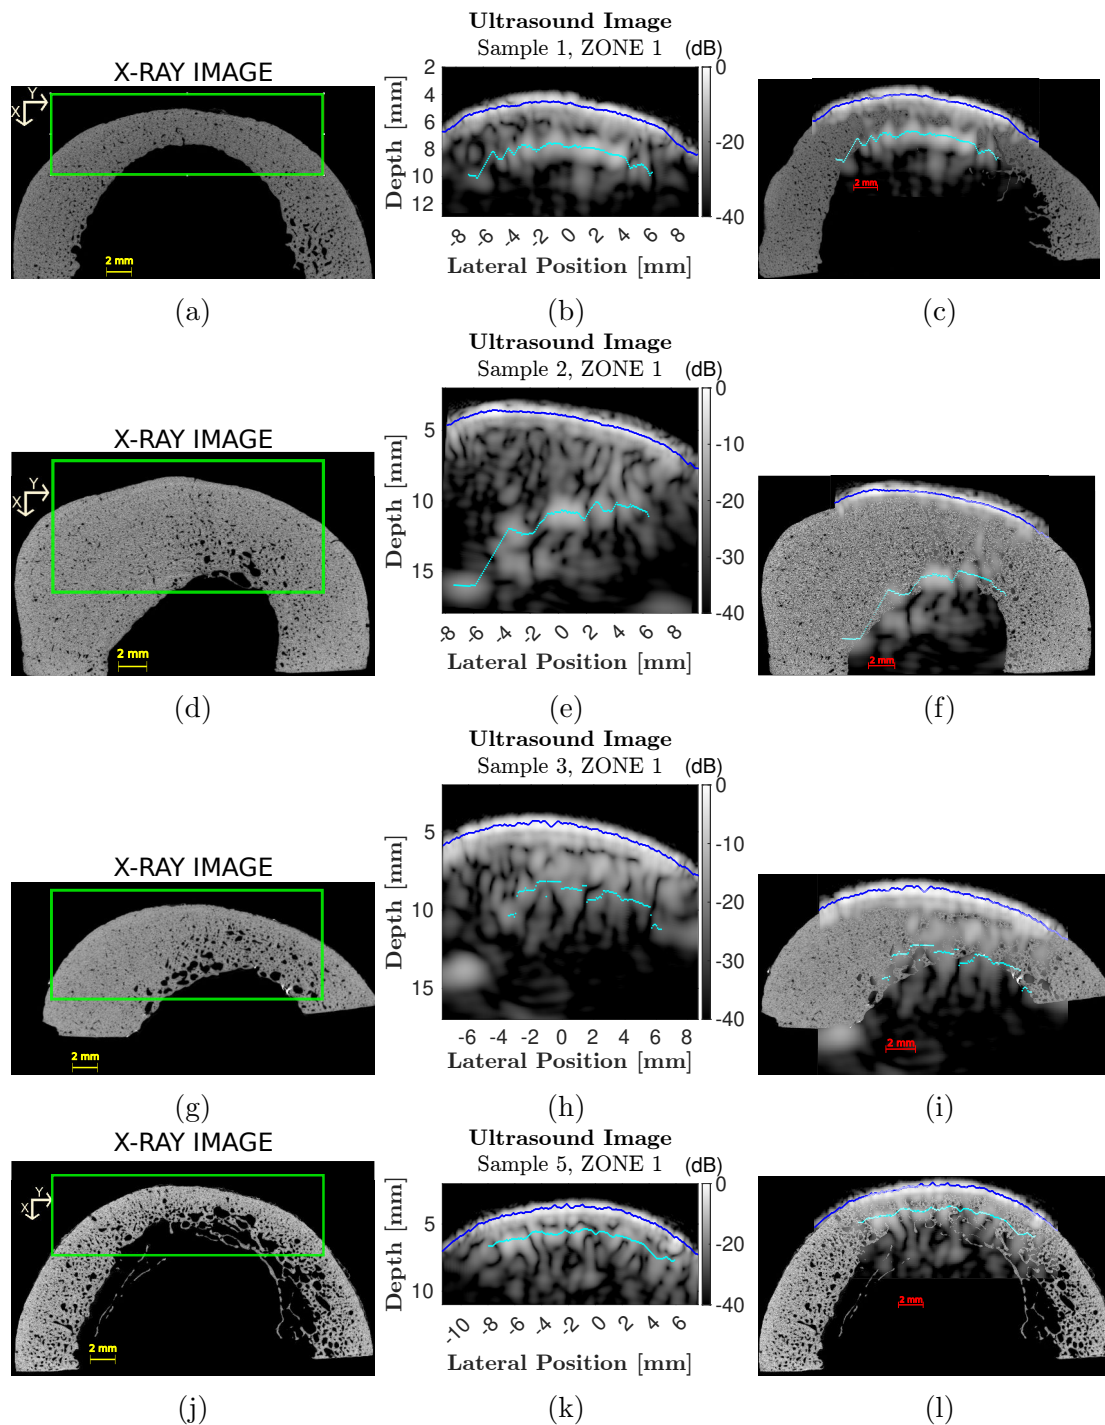 X-RAY IMAGE
X
Y
2 mm
(a)
Ultrasound Image
Sample 1, ZONE 1 (dB)
Depth [mm]
2
4
6
8
10
12
-8 -6 -4 -2 0 2 4 6 8
Lateral Position [mm]
0
-20
-40
(b)
2 mm
(c)
X-RAY IMAGE
X
Y
2 mm
(d)
Ultrasound Image
Sample 2, ZONE 1 (dB)
Depth [mm]
5
10
15
-8 -6 -4 -2 0 2 4 6 8
Lateral Position [mm]
0
-10
-20
-30
-40
(e)
2 mm
(f)
X-RAY IMAGE
2 mm
(g)
Ultrasound Image
Sample 3, ZONE 1 (dB)
Depth [mm]
5
10
15
-6 -4 -2 0 2 4 6 8
Lateral Position [mm]
0
-10
-20
-30
-40
(h)
2 mm
(i)
X-RAY IMAGE
X
Y
2 mm
(j)
Ultrasound Image
Sample 5, ZONE 1 (dB)
Depth [mm]
5
10
-10 -8 -6 -4 -2 0 2 4 6
Lateral Position [mm]
0
-20
-40
(k)
2 mm
(l)